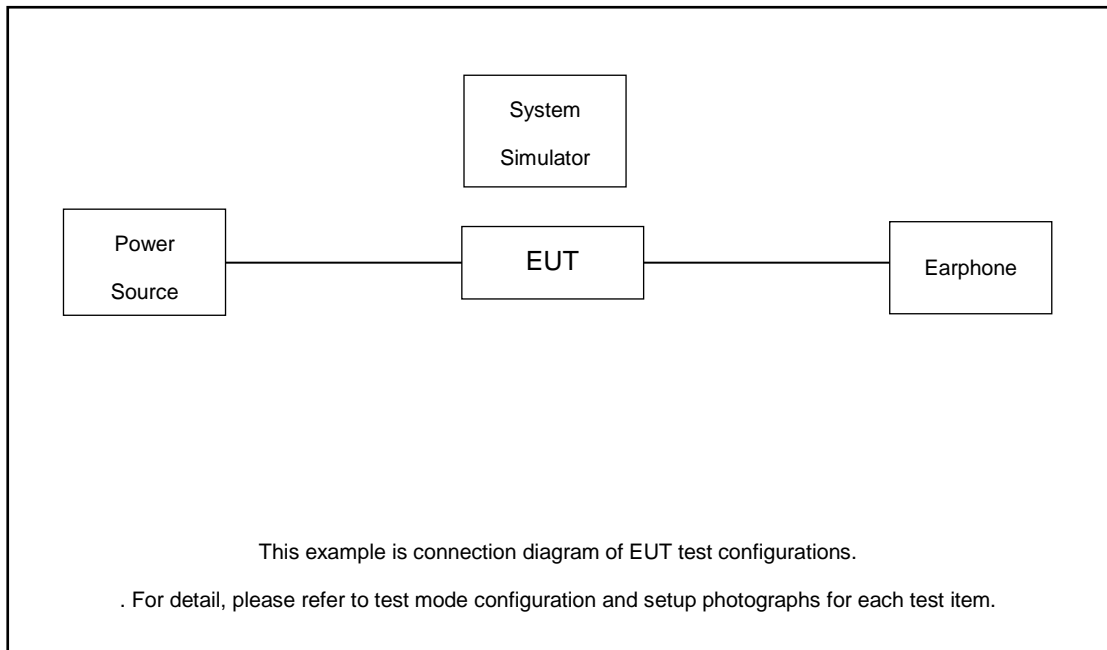 System
Simulator
Power
Source
EUT
Earphone
This example is connection diagram of EUT test configurations.
. For detail, please refer to test mode configuration and setup photographs for each test item.